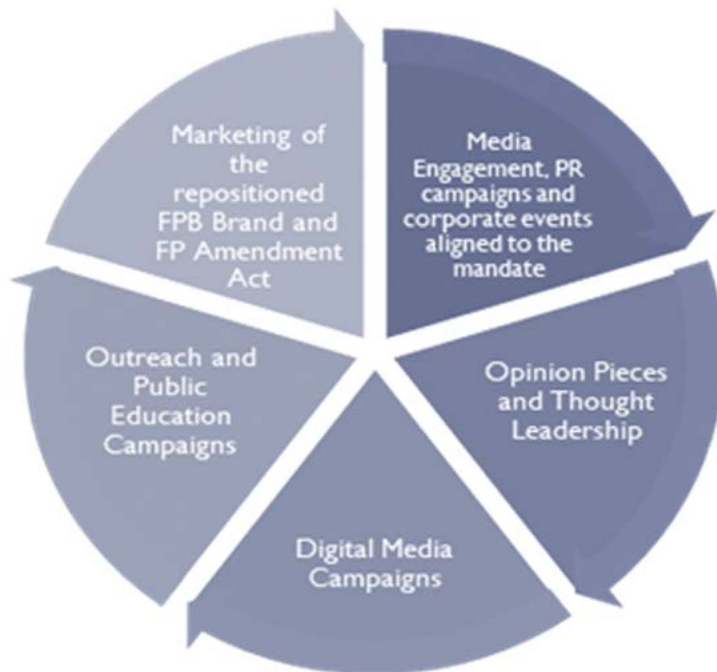 Marketing of
the
repositioned
FPB Brand and
FP Amendment
Act
Media
Engagement, PR
campaigns and
corporate events
aligned to the
mandate
Outreach and
Public
Education
Campaigns
Opinion Pieces
and Thought
Leadership
Digital Media
Campaigns